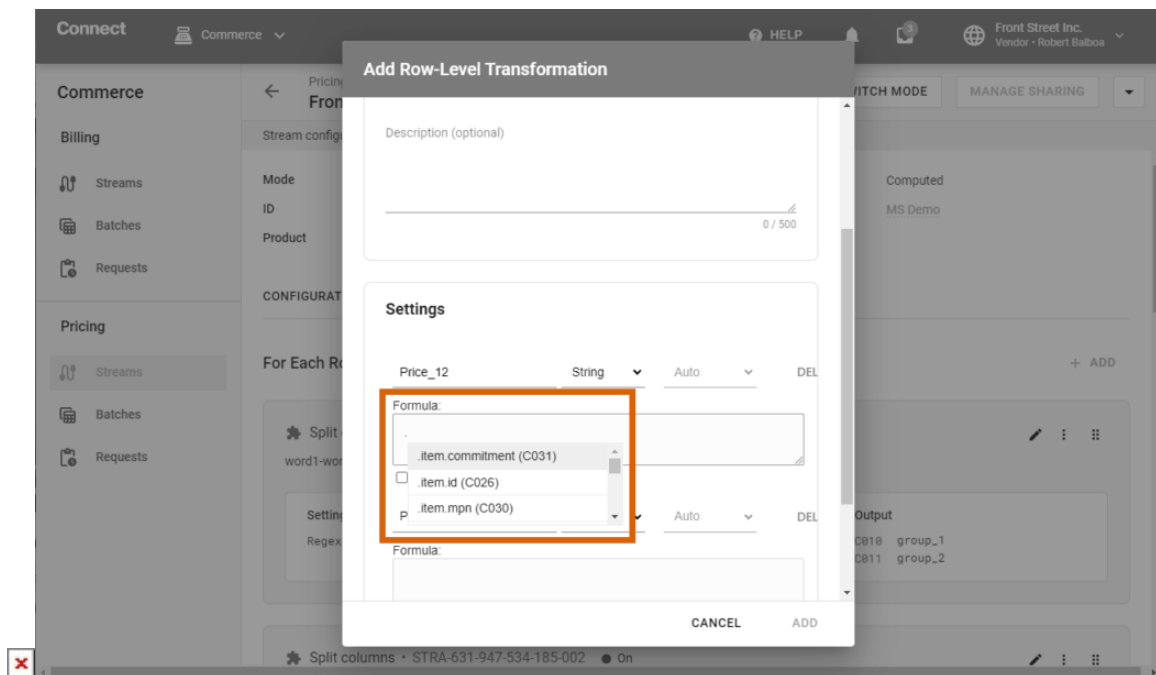 Connect
Commerce
HELP
3
Front Street Inc.
Vendor • Robert Balboa
Commerce
Billing
Streams
Batches
Requests
Pricing
Streams
Batches
Requests
Pricing
Fron
ITCH MODE
MANAGE SHARING
Stream configu
Mode
ID
Product
Computed
MS Demo
CONFIGURAT
For Each Ro
+ ADD
Split
word1-wor
Setting
Regex
Output
C010 group_1
C011 group_2
Split columns • STRA-631-947-534-185-002 ● On
Add Row-Level Transformation
Description (optional)
0 / 500
Settings
Price_12 String Auto DEL
Formula:
.
.item.commitment (C031)
.item.id (C026)
.item.mpn (C030)
P Auto DEL
Formula:
CANCEL ADD